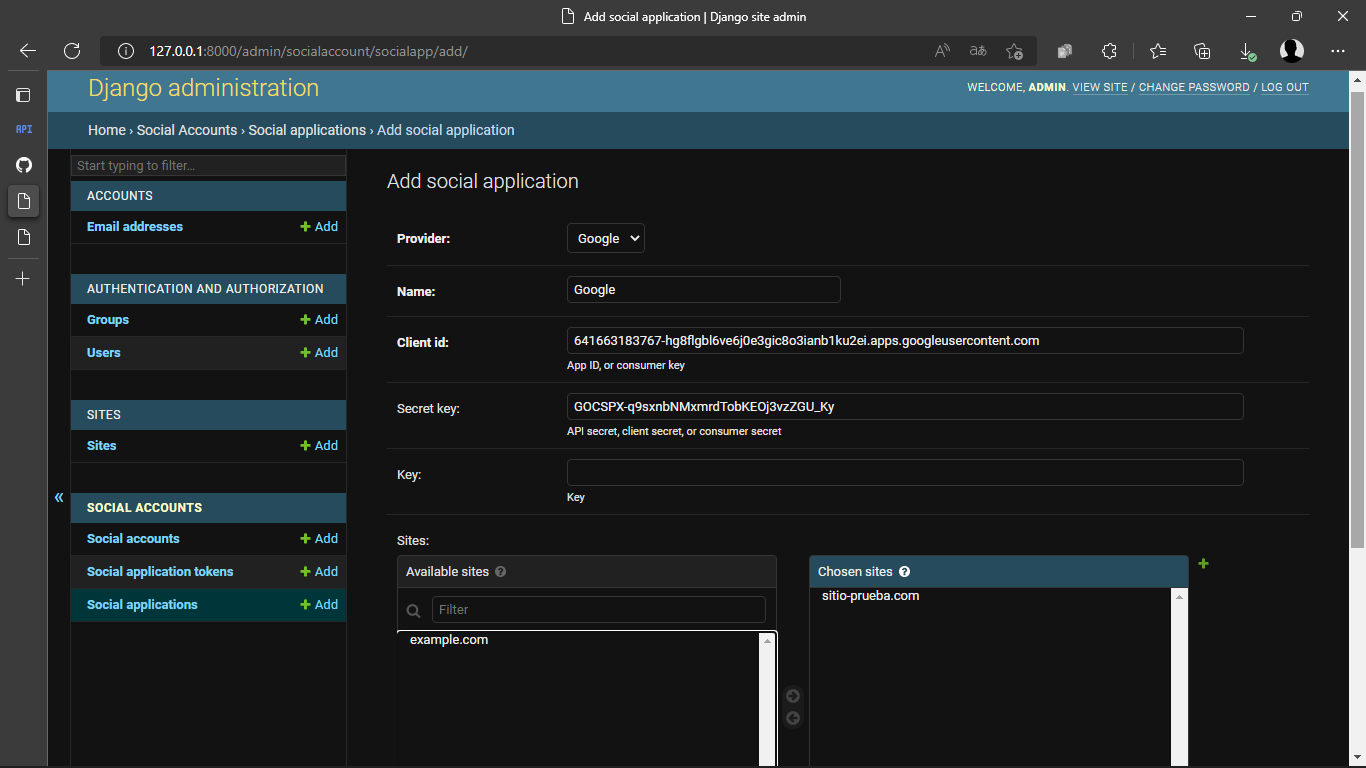 Add social application | Django site admin
127.0.0.1:8000/admin/socialaccount/socialapp/add/
Django administration
WELCOME, ADMIN. VIEW SITE / CHANGE PASSWORD / LOG OUT
Home › Social Accounts › Social applications › Add social application
API
Start typing to filter...
ACCOUNTS
Email addresses + Add
AUTHENTICATION AND AUTHORIZATION
Groups + Add
Users + Add
SITES
Sites + Add
«
SOCIAL ACCOUNTS
Social accounts + Add
Social application tokens + Add
Social applications + Add
Add social application
Provider: Google
Name: Google
Client id: 641663183767-hg8flgbl6ve6j0e3gic8o3ianb1ku2ei.apps.googleusercontent.com
App ID, or consumer key
Secret key: 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
API secret, client secret, or consumer secret
Key:
Key
Sites:
Available sites ?
Filter
example.com
Chosen sites ?
sitio-prueba.com